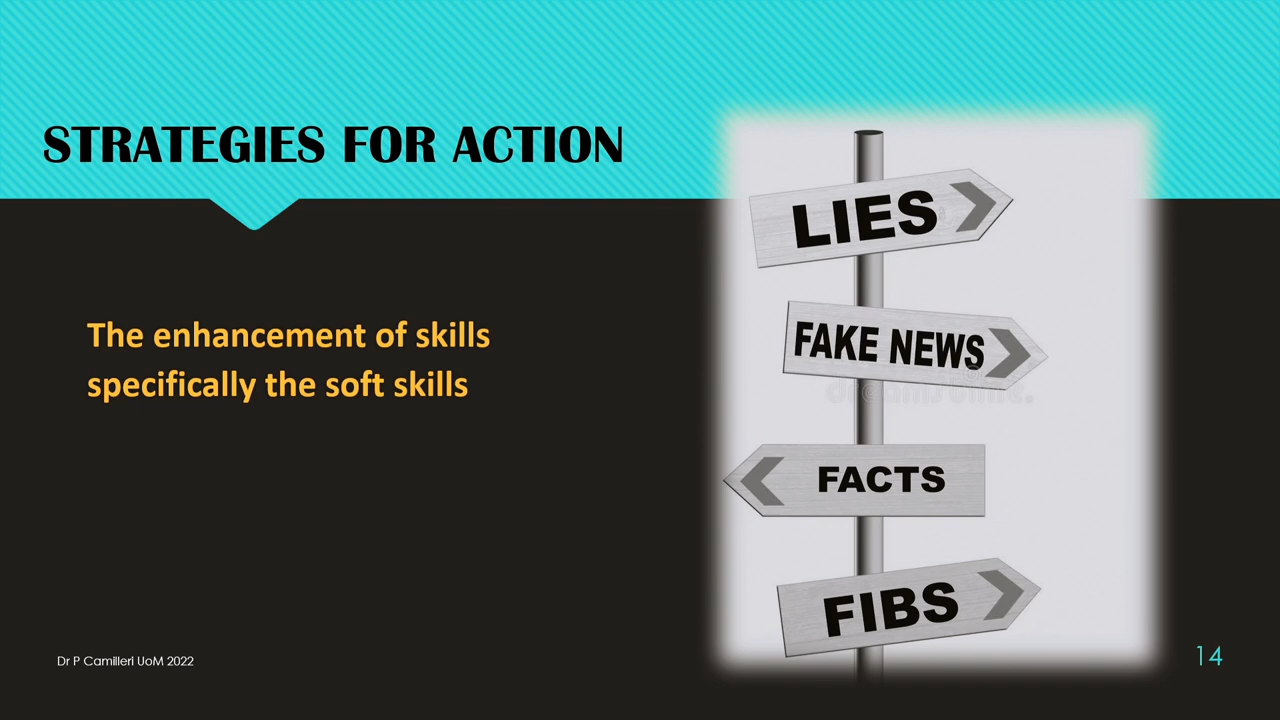 STRATEGIES FOR ACTION
The enhancement of skills
specifically the soft skills
LIES
FAKE NEWS
FACTS
FIBS
Dr P Camilleri UoM 2022
14